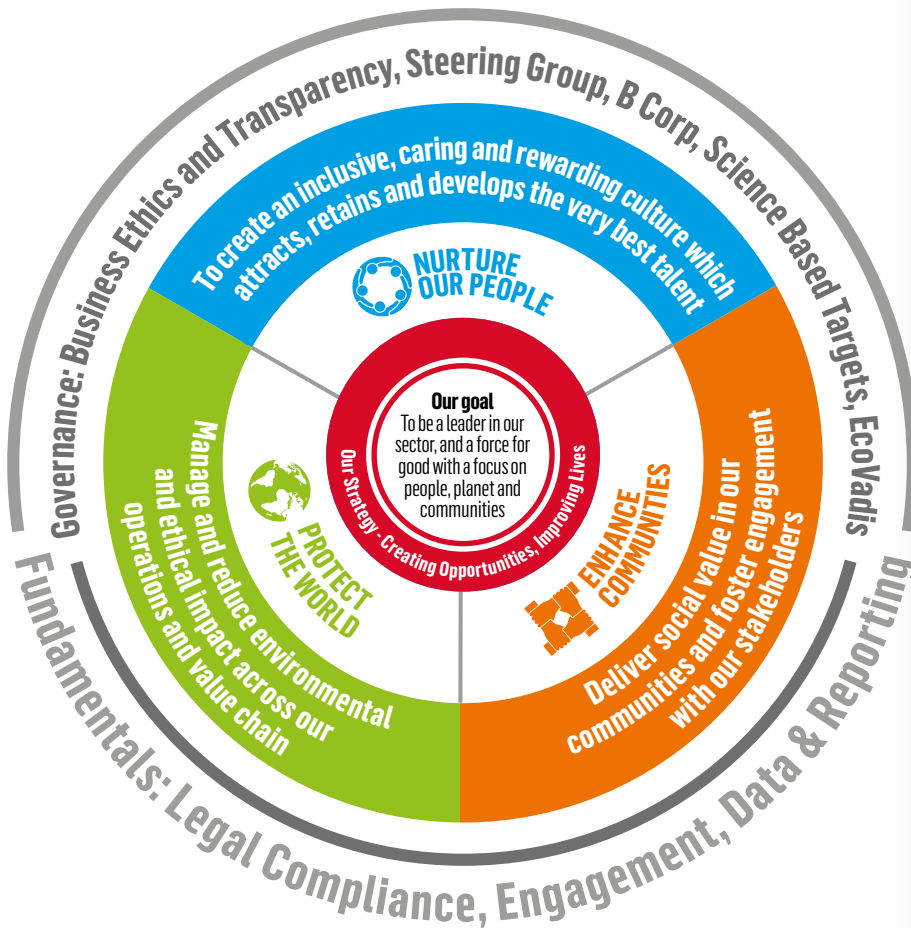 Governance: Business Ethics and Transparency, Steering Group, B Corp, Science Based Targets, EcoVadis
To create an inclusive, caring and rewarding culture which
attracts, retains and develops the very best talent
NURTURE
OUR PEOPLE
Our goal
To be a leader in our
sector, and a force for
good with a focus on
people, planet and
communities
Our Strategy - Creating Opportunities, Improving Lives
PROTECT
THE WORLD
Manage and reduce environmental
and ethical impact across our
operations and value chain
ENHANCE
COMMUNITIES
Deliver social value in our
communities and foster engagement
with our stakeholders
Fundamentals: Legal Compliance, Engagement, Data & Reporting